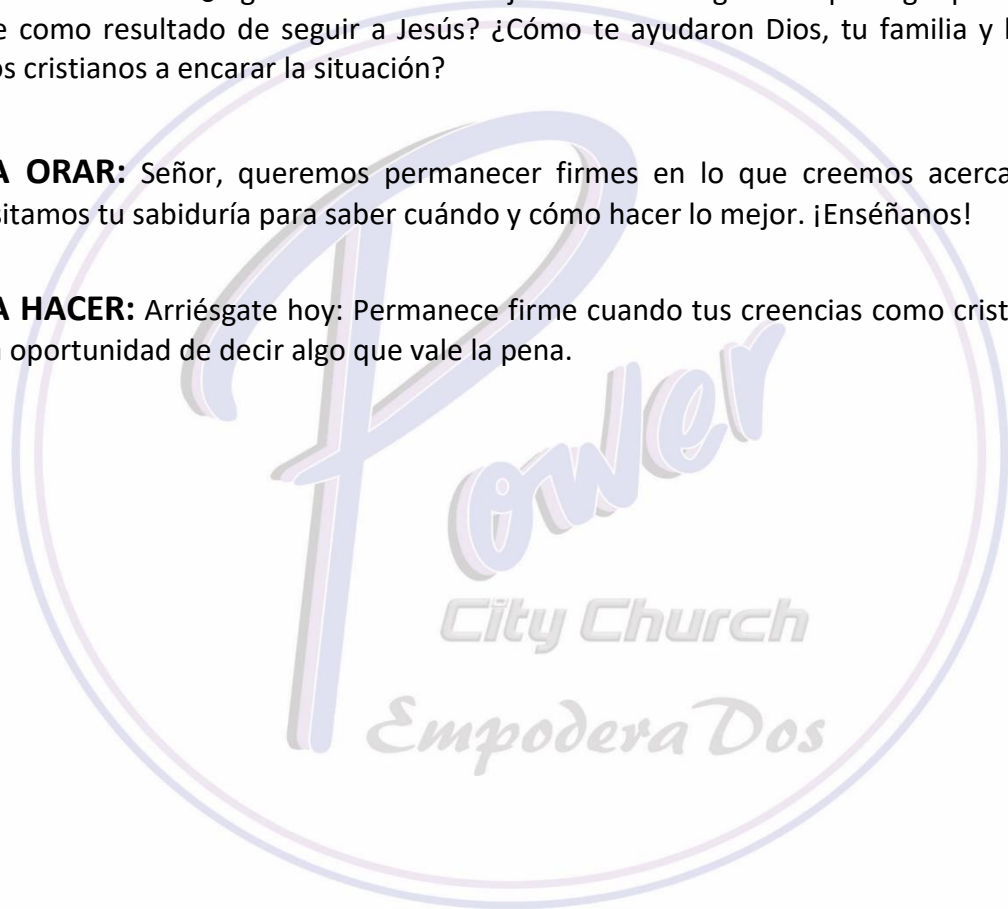 e como resultado de seguir a Jesús? ¿Cómo te ayudaron Dios, tu familia y
os cristianos a encarar la situación?
A ORAR: Señor, queremos permanecer firmes en lo que creemos acerca
sitamos tu sabiduría para saber cuándo y cómo hacer lo mejor. ¡Enséñanos!
A HACER: Arriésgate hoy: Permanece firme cuando tus creencias como crist
oportunidad de decir algo que vale la pena.
Power
City Church
EmpoderaDos